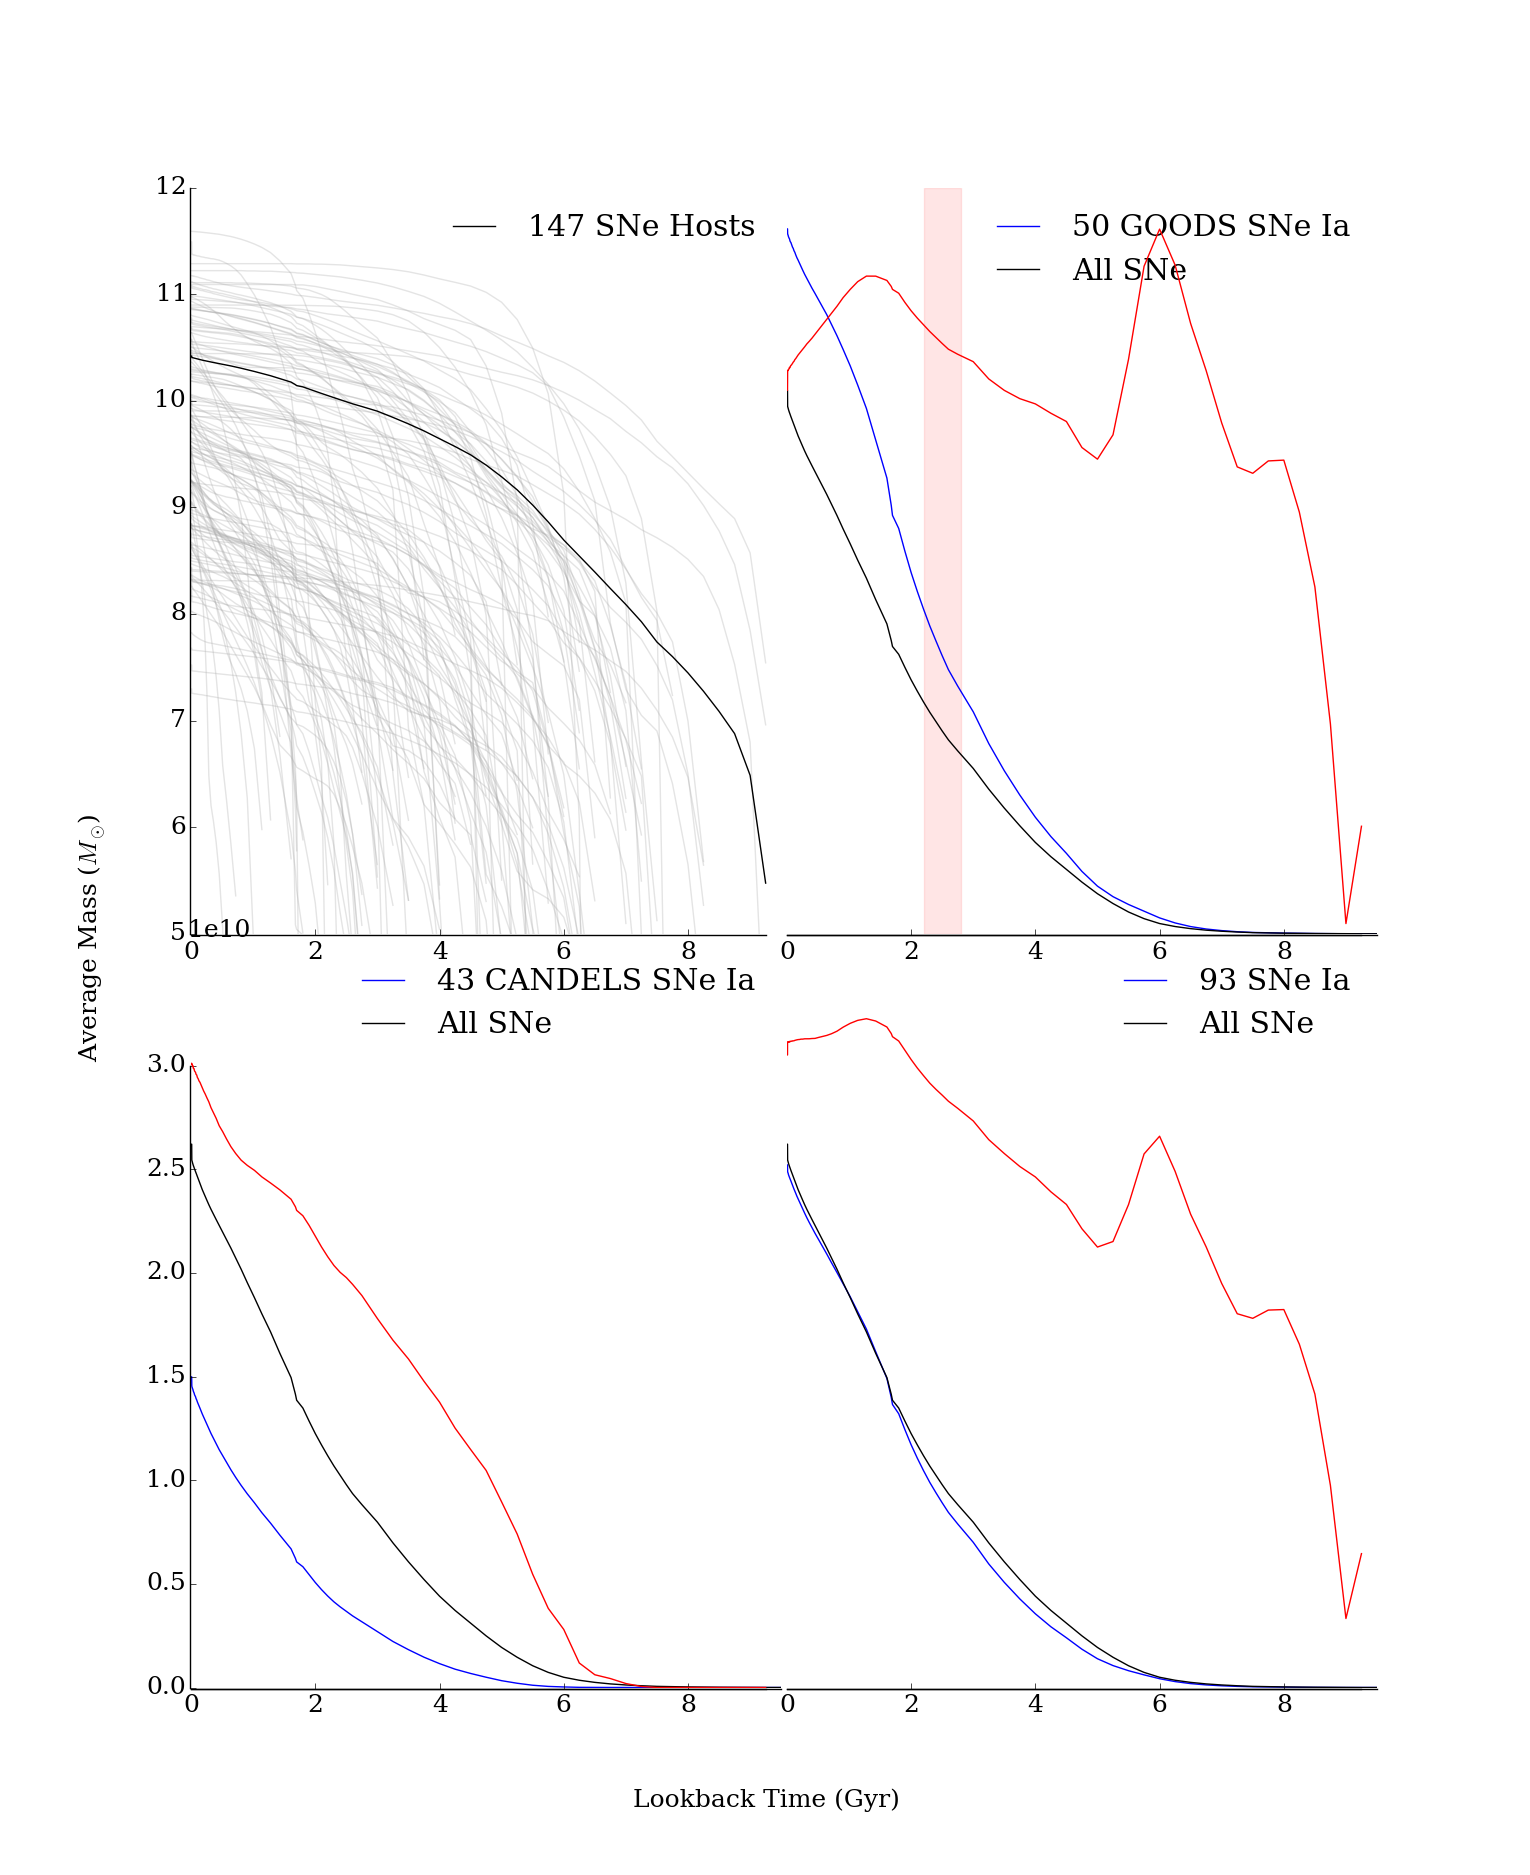 12
11
10
9
8
7
6
5
147 SNe Hosts
0 2 4 6 8
50 GOODS SNe Ia
All SNe
0 2 4 6 8
Average Mass (M☉)
1e10
3.0
2.5
2.0
1.5
1.0
0.5
0.0
43 CANDELS SNe Ia
All SNe
0 2 4 6 8
93 SNe Ia
All SNe
0 2 4 6 8
Lookback Time (Gyr)